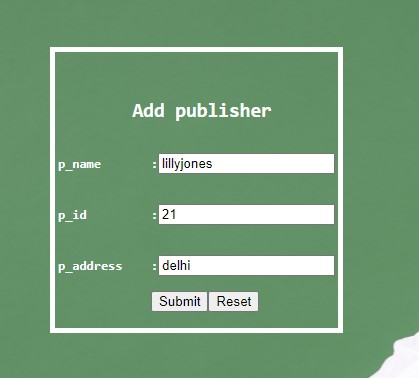 Add publisher
p_name : lillyjones
p_id : 21
p_address : delhi
Submit Reset